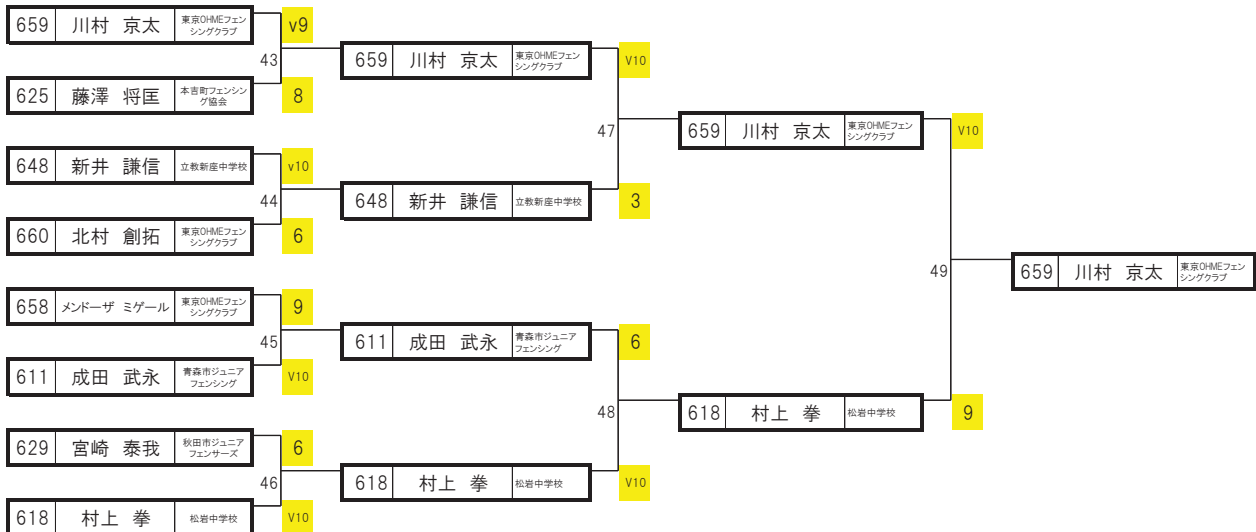 659 川村 京太 東京OHMEフェン
シングクラブ
v9
43
625 藤澤 将匡 本吉町フェンシン
グ協会
8
648 新井 謙信 立教新座中学校
v10
44
660 北村 創拓 東京OHMEフェン
シングクラブ
6
658 メンドーザ ミゲール 東京OHMEフェン
シングクラブ
9
45
611 成田 武永 青森市ジュニア
フェンシング
V10
629 宮崎 泰我 秋田市ジュニア
フェンサーズ
6
46
618 村上 拳 松岩中学校
V10
659 川村 京太 東京OHMEフェン
シングクラブ
V10
47
648 新井 謙信 立教新座中学校
3
611 成田 武永 青森市ジュニア
フェンシング
6
48
618 村上 拳 松岩中学校
V10
659 川村 京太 東京OHMEフェン
シングクラブ
V10
49
618 村上 拳 松岩中学校
9
659 川村 京太 東京OHMEフェン
シングクラブ